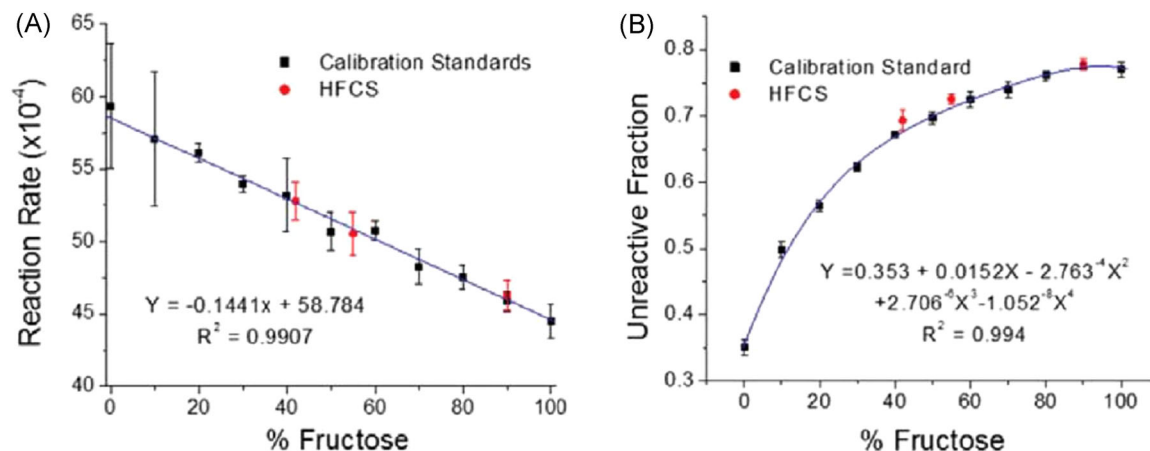 (A)
65
60
55
50
45
40
Reaction Rate (x10⁻⁴)
Calibration Standards
HFCS
Y = -0.1441x + 58.784
R² = 0.9907
0 20 40 60 80 100
% Fructose
(B)
0.8
0.7
0.6
0.5
0.4
0.3
Unreactive Fraction
Calibration Standard
HFCS
Y =0.353 + 0.0152X - 2.763⁻⁴X²
+2.706⁻⁶X³-1.052⁻⁸X⁴
R² = 0.994
0 20 40 60 80 100
% Fructose